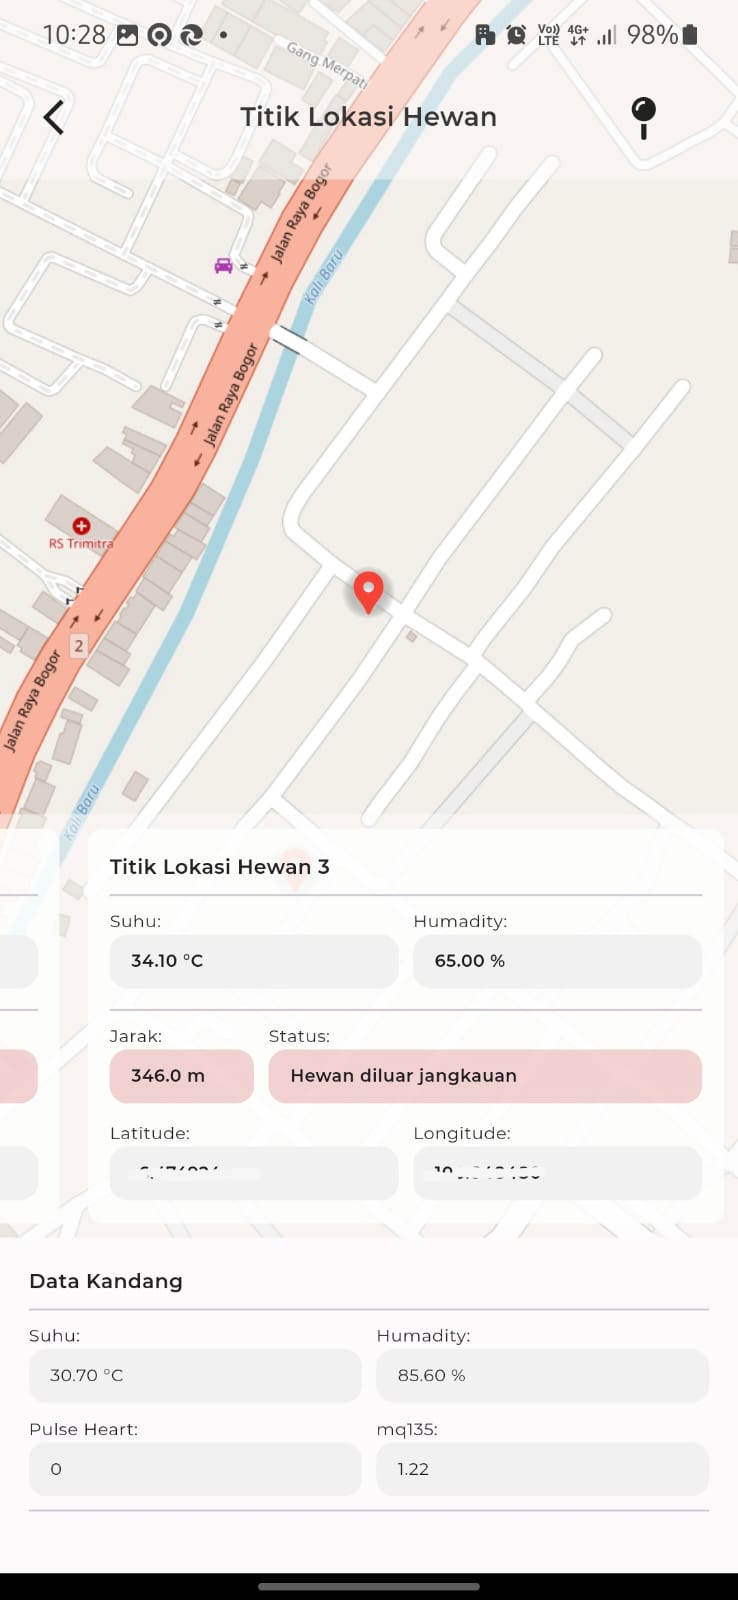 10:28
Vo)) LTE 4G+ 98%
Gang Merpati
Titik Lokasi Hewan
Jalan Raya Bogor
Kali Baru
Jalan Raya Bogor
RS Trimitra
2
Jalan Raya Bogor
Kali Baru
Titik Lokasi Hewan 3
Suhu: Humadity:
34.10 °C 65.00 %
Jarak: Status:
346.0 m Hewan diluar jangkauan
Latitude: Longitude:
Data Kandang
Suhu: Humadity:
30.70 °C 85.60 %
Pulse Heart: mq135:
0 1.22